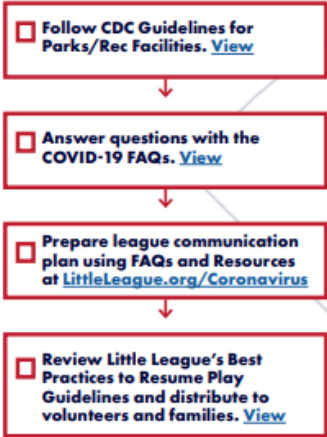 Follow CDC Guidelines for
Parks/Rec Facilities. View
Answer questions with the
COVID-19 FAQs. View
Prepare league communication
plan using FAQs and Resources
at LittleLeague.org/Coronavirus
Review Little League's Best
Practices to Resume Play
Guidelines and distribute to
volunteers and families. View